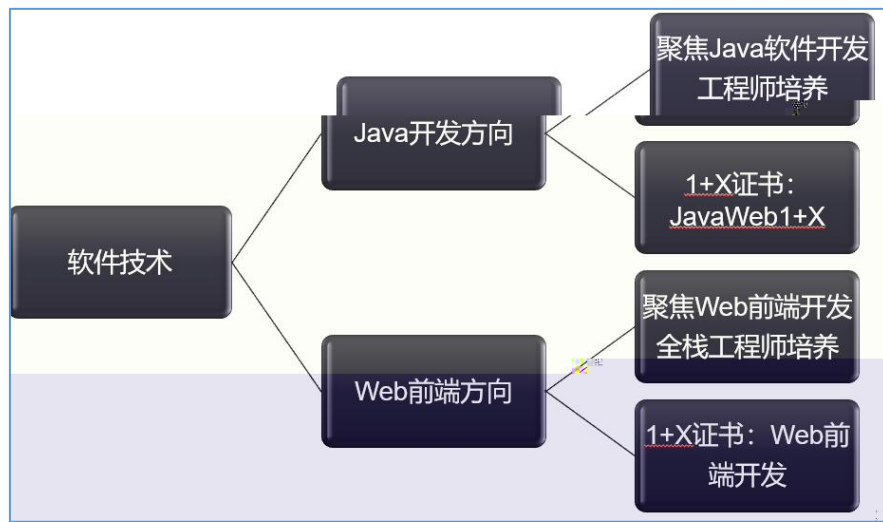 软件技术
Java开发方向
聚焦Java软件开发
工程师培养
1+X证书：
JavaWeb1+X
Web前端方向
聚焦Web前端开发
全栈工程师培养
1+X证书：Web前
端开发